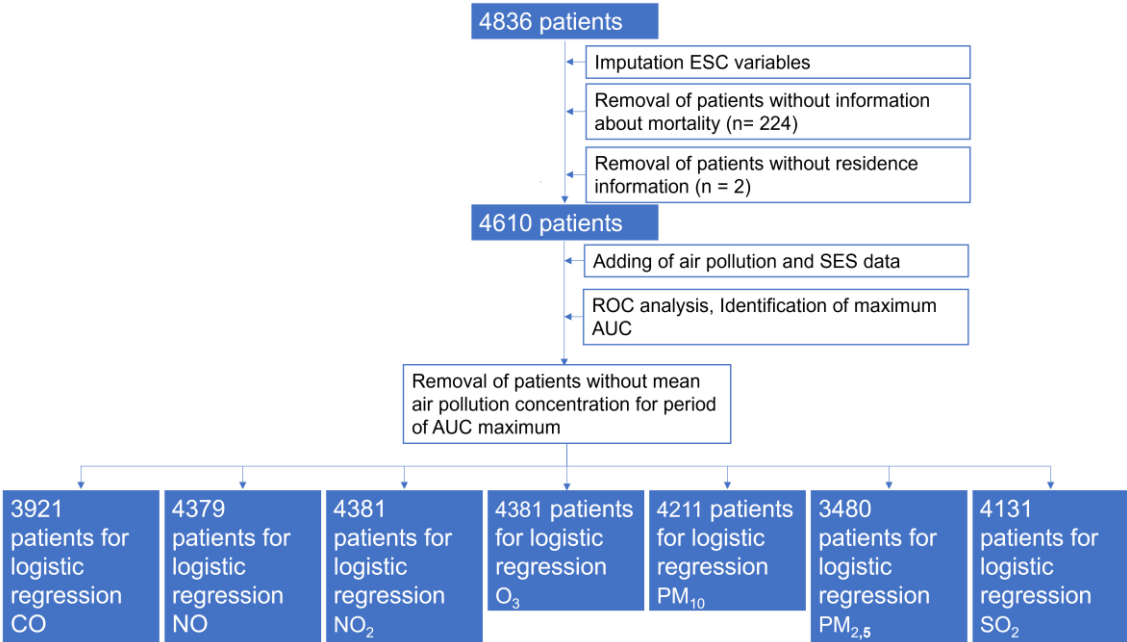 4836 patients
Imputation ESC variables
Removal of patients without information
about mortality (n= 224)
Removal of patients without residence
information (n = 2)
4610 patients
Adding of air pollution and SES data
ROC analysis, Identification of maximum
AUC
Removal of patients without mean
air pollution concentration for period
of AUC maximum
3921
patients for
logistic
regression
CO
4379
patients for
logistic
regression
NO
4381
patients for
logistic
regression
NO₂
4381 patients
for logistic
regression
O₃
4211 patients
for logistic
regression
PM₁₀
3480
patients for
logistic
regression
PM₂,₅
4131
patients for
logistic
regression
SO₂